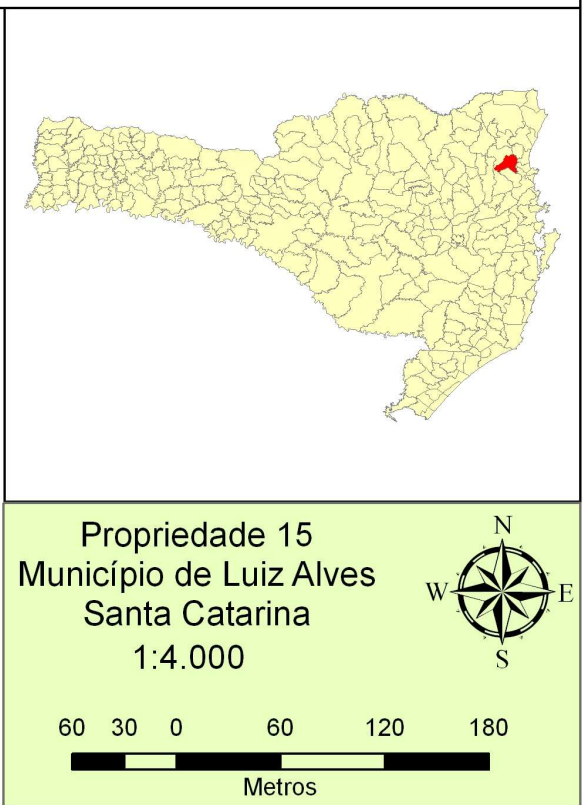 Propriedade 15
Município de Luiz Alves
Santa Catarina
1:4.000
N
W
E
S
60 30 0 60 120 180
Metros